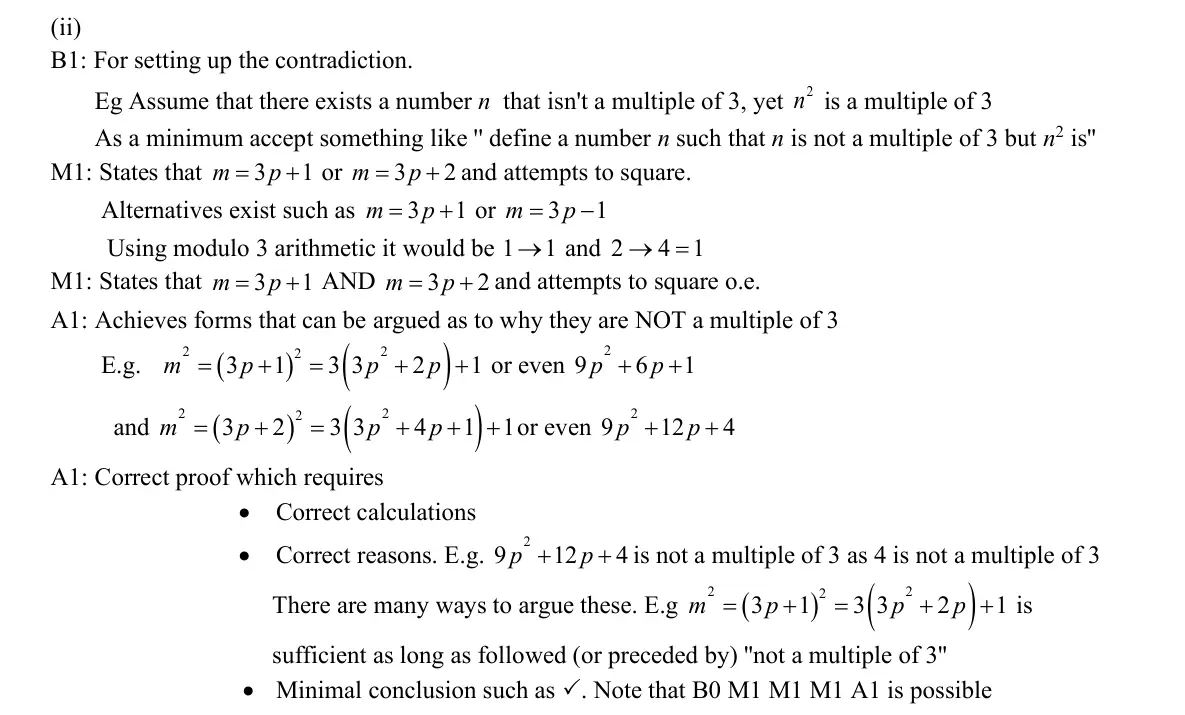 (ii)
B1: For setting up the contradiction.
Eg Assume that there exists a number n that isn't a multiple of 3, yet n² is a multiple of 3
As a minimum accept something like " define a number n such that n is not a multiple of 3 but n² is"
M1: States that m = 3p + 1 or m = 3p + 2 and attempts to square.
Alternatives exist such as m = 3p + 1 or m = 3p − 1
Using modulo 3 arithmetic it would be 1 → 1 and 2 → 4 = 1
M1: States that m = 3p + 1 AND m = 3p + 2 and attempts to square o.e.
A1: Achieves forms that can be argued as to why they are NOT a multiple of 3
E.g. m² = (3p + 1)² = 3(3p² + 2p) + 1 or even 9p² + 6p + 1
and m² = (3p + 2)² = 3(3p² + 4p + 1) + 1 or even 9p² + 12p + 4
A1: Correct proof which requires
• Correct calculations
• Correct reasons. E.g. 9p² + 12p + 4 is not a multiple of 3 as 4 is not a multiple of 3
There are many ways to argue these. E.g m² = (3p + 1)² = 3(3p² + 2p) + 1 is
sufficient as long as followed (or preceded by) "not a multiple of 3"
• Minimal conclusion such as ✓. Note that B0 M1 M1 M1 A1 is possible